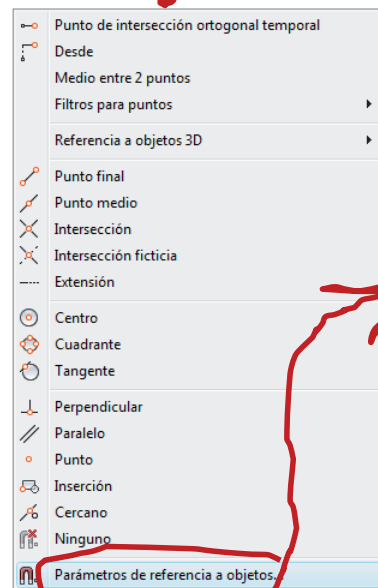 Punto de intersección ortogonal temporal
Desde
Medio entre 2 puntos
Filtros para puntos
Referencia a objetos 3D
Punto final
Punto medio
Intersección
Intersección ficticia
Extensión
Centro
Cuadrante
Tangente
Perpendicular
Paralelo
Punto
Inserción
Cercano
Ninguno
Parámetros de referencia a objetos...